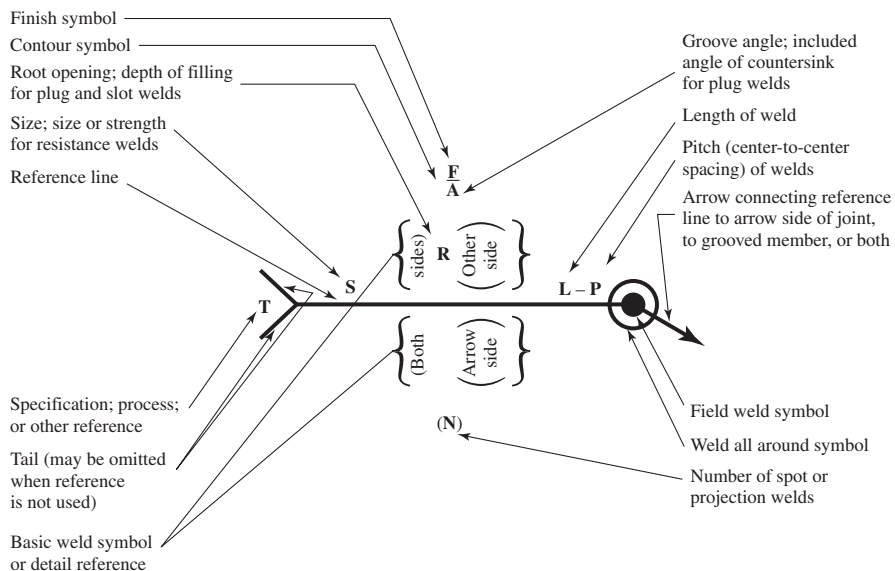 Finish symbol
Contour symbol
Root opening; depth of filling
for plug and slot welds
Size; size or strength
for resistance welds
Reference line
Groove angle; included
angle of countersink
for plug welds
Length of weld
Pitch (center-to-center
spacing) of welds
Arrow connecting reference
line to arrow side of joint,
to grooved member, or both
F
A
R
sides)
Other
side
S
L – P
T
(Both
Arrow
side
(N)
Specification; process;
or other reference
Tail (may be omitted
when reference
is not used)
Basic weld symbol
or detail reference
Field weld symbol
Weld all around symbol
Number of spot or
projection welds